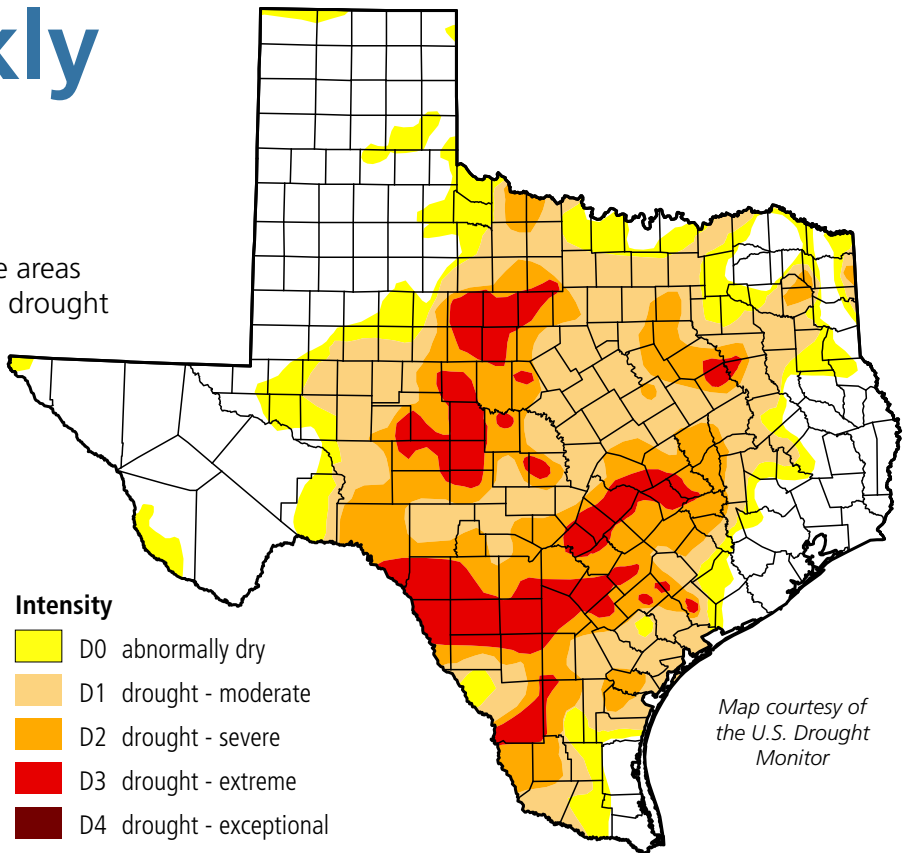 kly
e areas
drought
Intensity
D0 abnormally dry
D1 drought - moderate
D2 drought - severe
D3 drought - extreme
D4 drought - exceptional
Map courtesy of
the U.S. Drought
Monitor